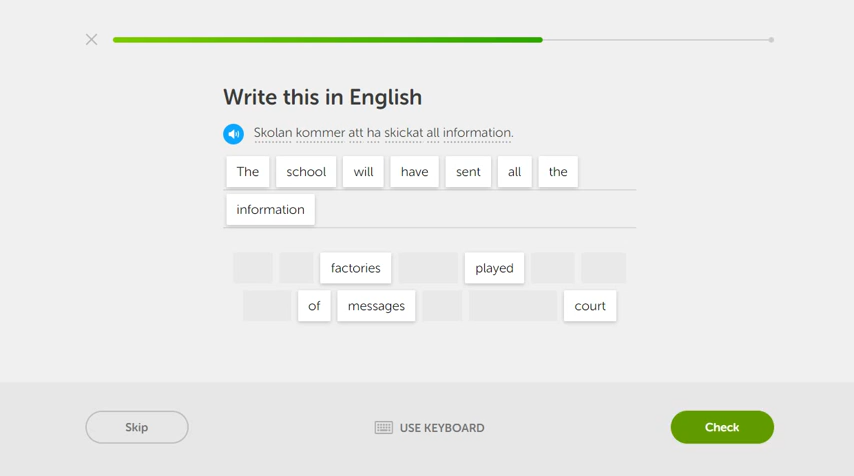 Write this in English
Skolan kommer att ha skickat all information.
The school will have sent all the
information
factories played
of messages court
Skip USE KEYBOARD Check